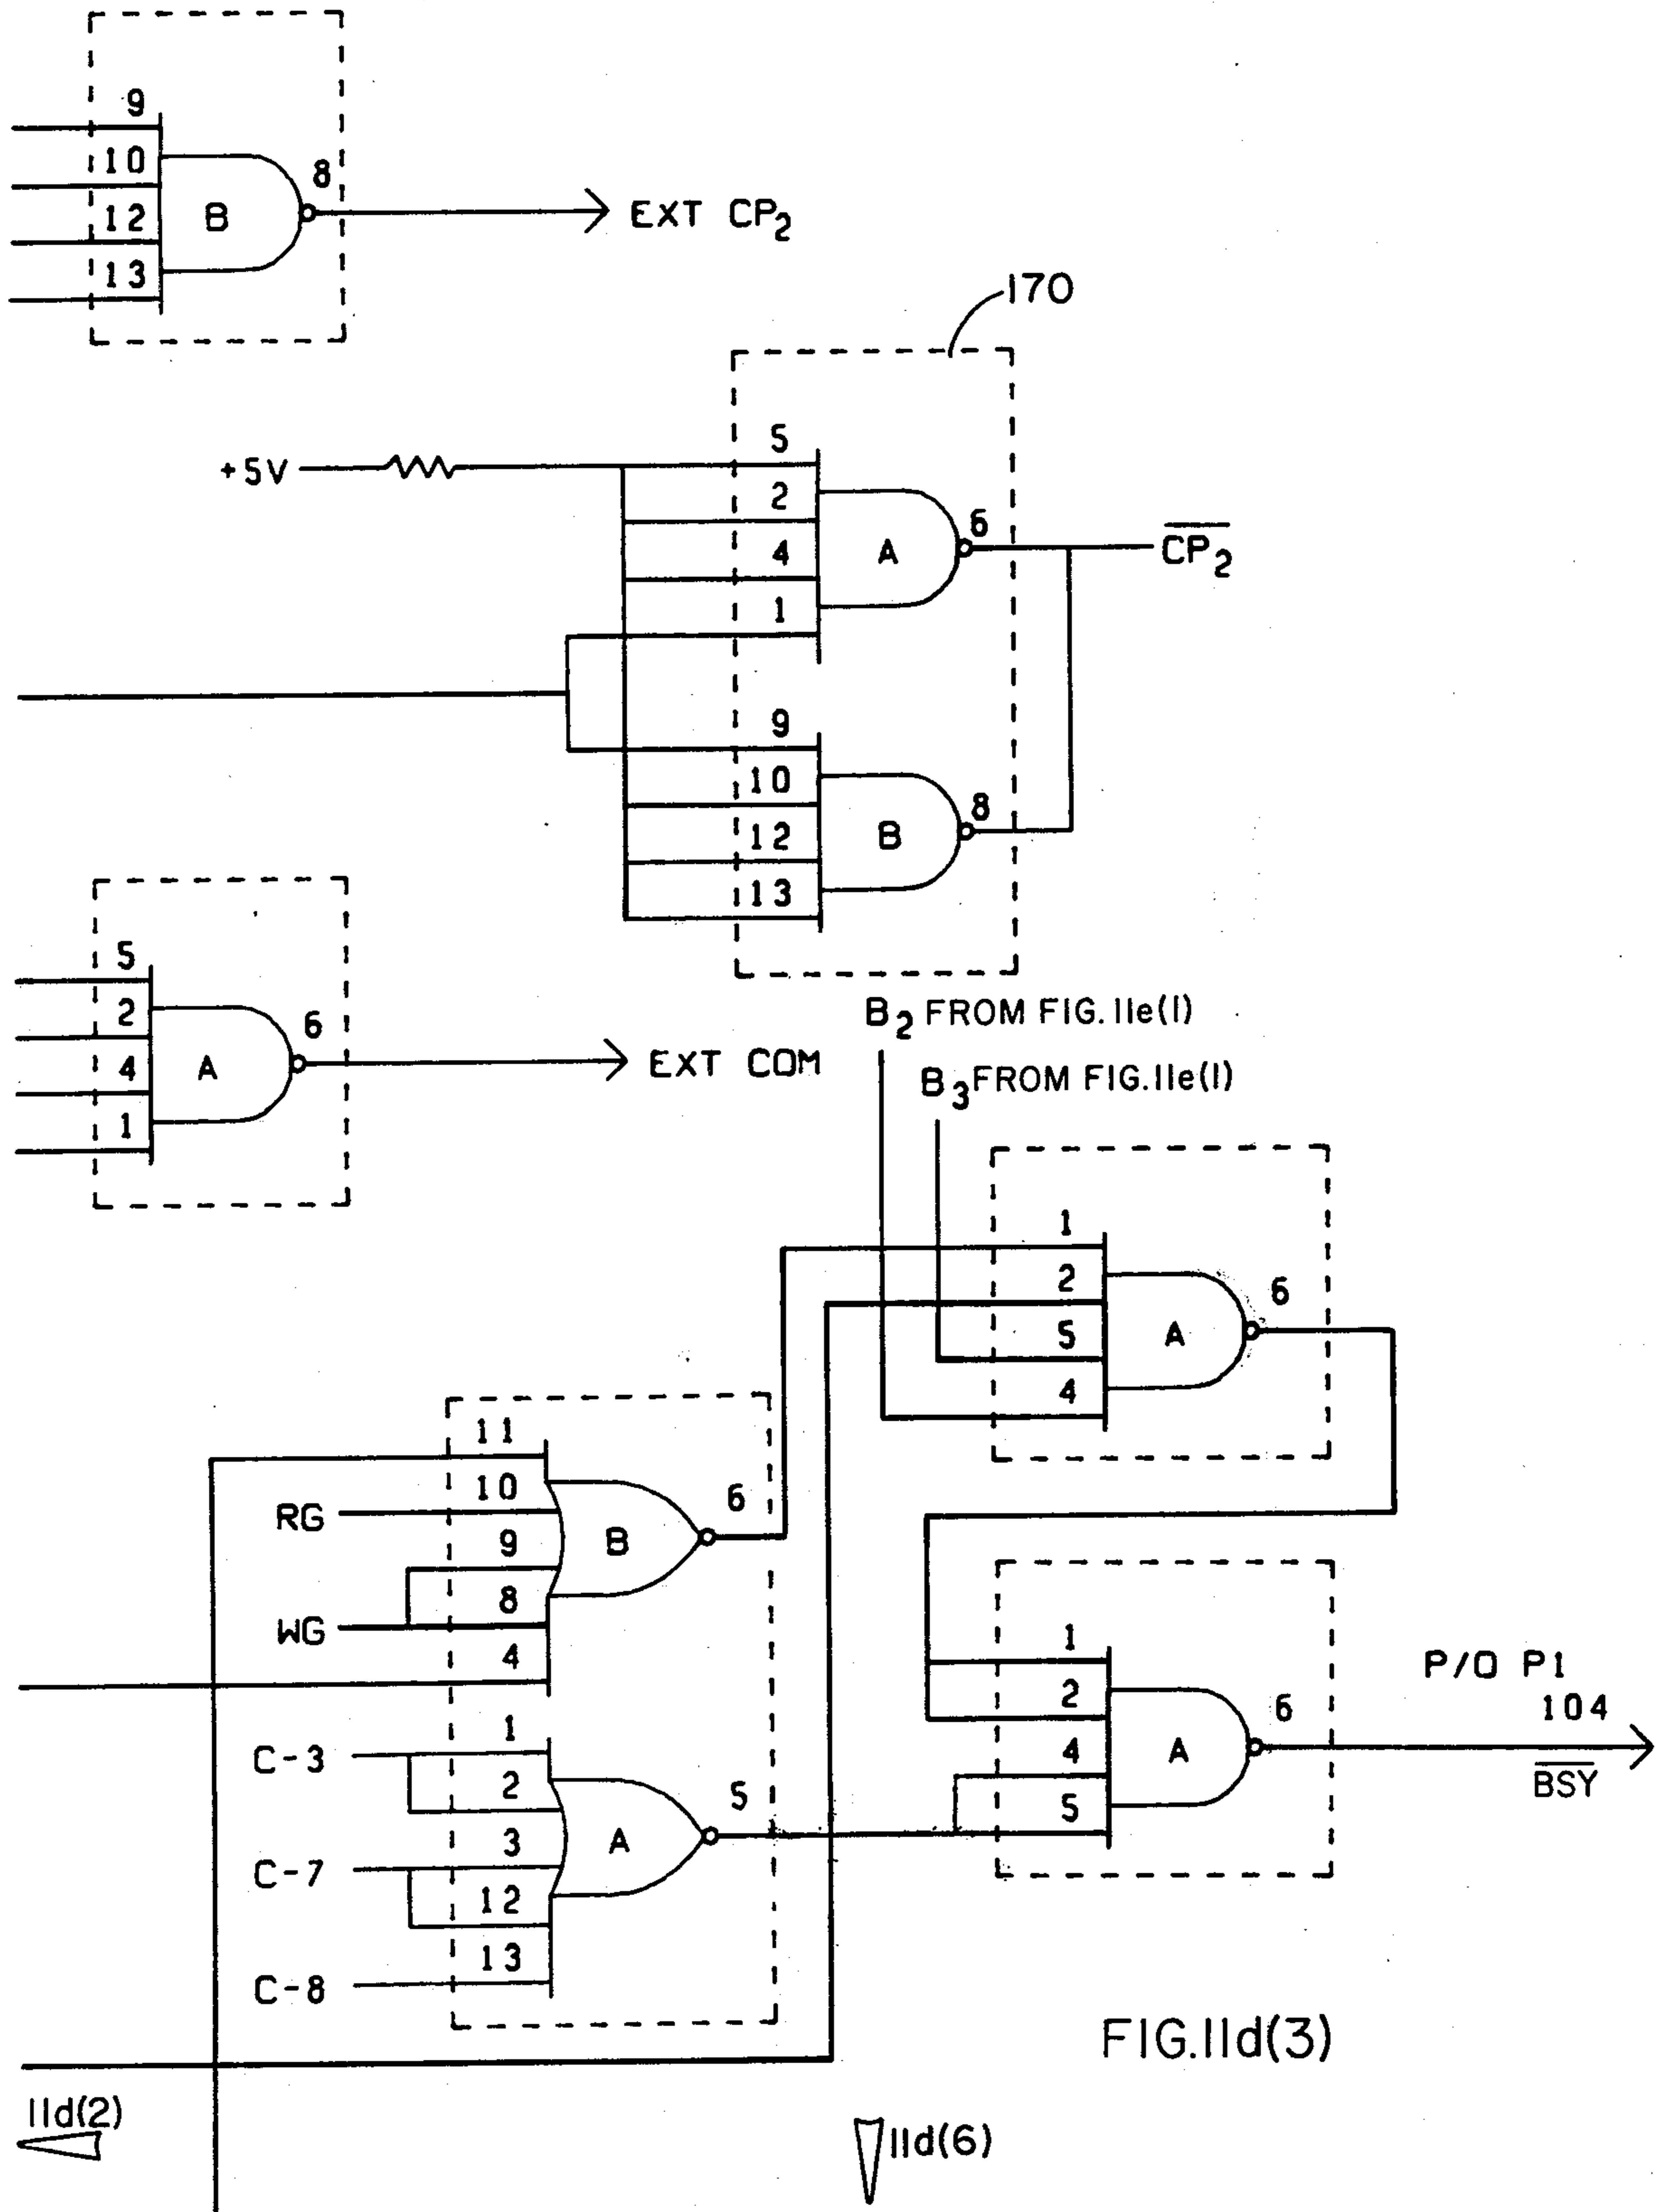 9
10
12
13
B
8
EXT CP₂
170
+5V
5
2
4
1
A
6
C̅P̅₂̅
9
10
12
13
B
8
5
2
4
1
A
6
EXT COM
B₂ FROM FIG. 11e(1)
B₃ FROM FIG. 11e(1)
1
2
5
4
A
6
11
RG
10
9
WG
8
4
B
6
C-3
1
2
C-7
3
12
C-8
13
A
5
1
2
4
5
A
6
P/O P1
104
B̅S̅Y̅
FIG. 11d(3)
11d(2)
11d(6)